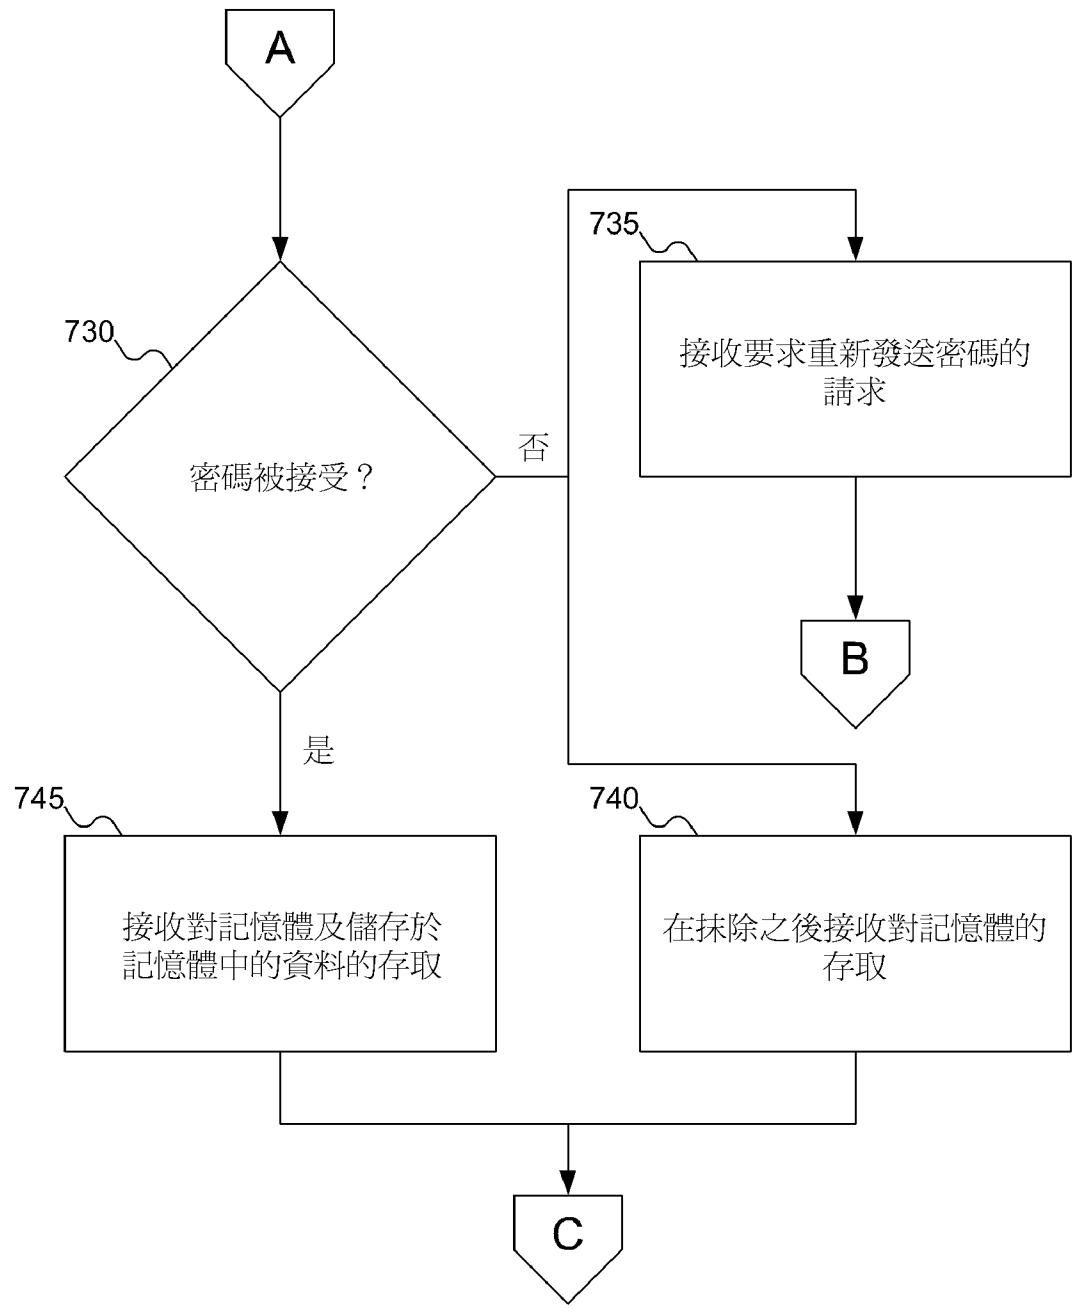 A
735
接收要求重新發送密碼的
請求
730
否
密碼被接受？
B
是
745
接收對記憶體及儲存於
記憶體中的資料的存取
740
在抹除之後接收對記憶體的
存取
C